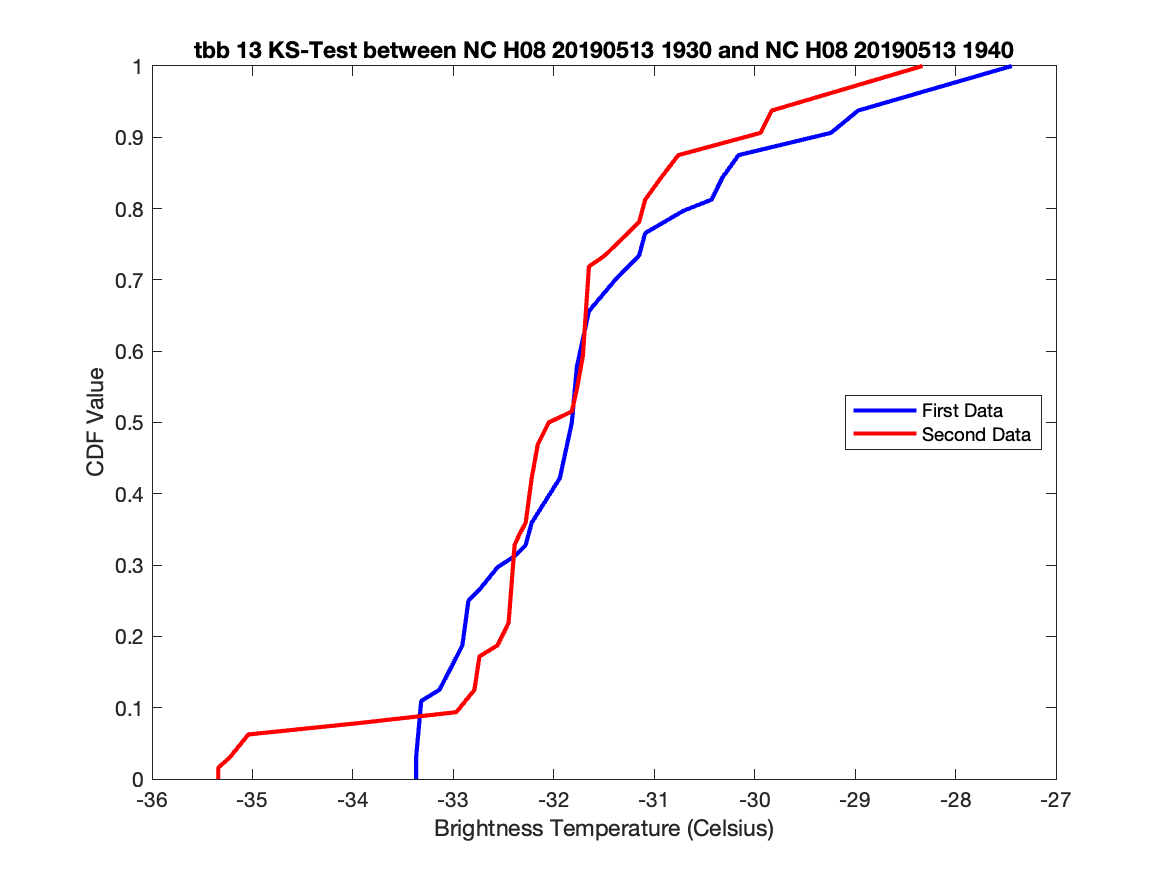 tbb 13 KS-Test between NC H08 20190513 1930 and NC H08 20190513 1940
1
0.9
0.8
0.7
0.6
0.5
0.4
0.3
0.2
0.1
0
CDF Value
First Data
Second Data
-36 -35 -34 -33 -32 -31 -30 -29 -28 -27
Brightness Temperature (Celsius)